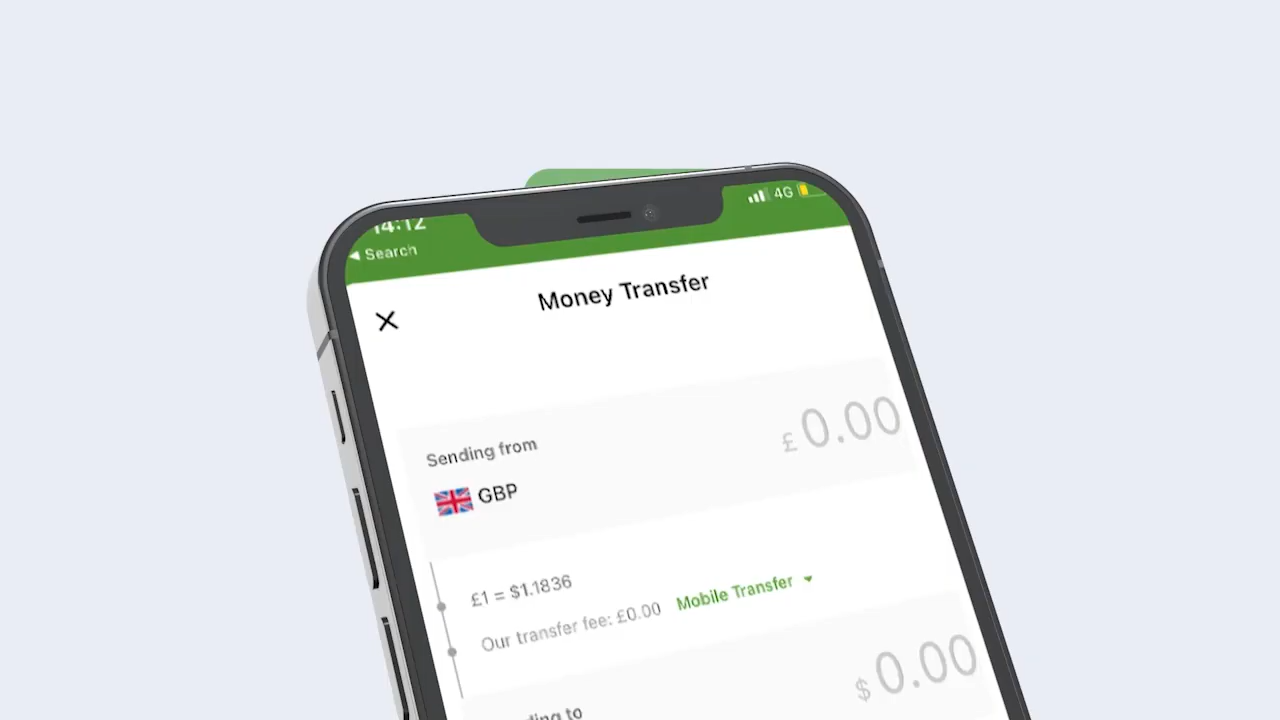 14:12
4G
◀ Search
Money Transfer
Sending from
£ 0.00
GBP
£1 = $1.1836
Our transfer fee: £0.00 Mobile Transfer
$ 0.00
to